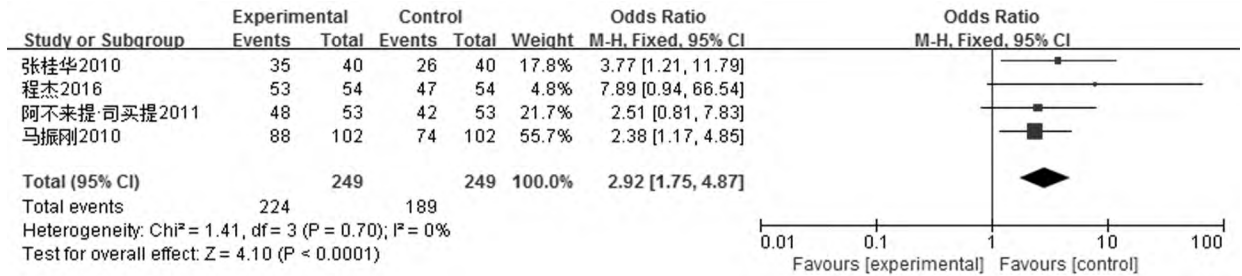 Experimental Control Odds Ratio Odds Ratio
Study or Subgroup Events Total Events Total Weight M-H, Fixed, 95% CI M-H, Fixed, 95% CI
张桂华2010 35 40 26 40 17.8% 3.77 [1.21, 11.79]
程杰2016 53 54 47 54 4.8% 7.89 [0.94, 66.54]
阿不来提·司买提2011 48 53 42 53 21.7% 2.51 [0.81, 7.83]
马振刚2010 88 102 74 102 55.7% 2.38 [1.17, 4.85]
Total (95% CI) 249 249 100.0% 2.92 [1.75, 4.87]
Total events 224 189
Heterogeneity: Chi² = 1.41, df = 3 (P = 0.70); I² = 0%
Test for overall effect: Z = 4.10 (P < 0.0001)
0.01 0.1 1 10 100
Favours [experimental] Favours [control]